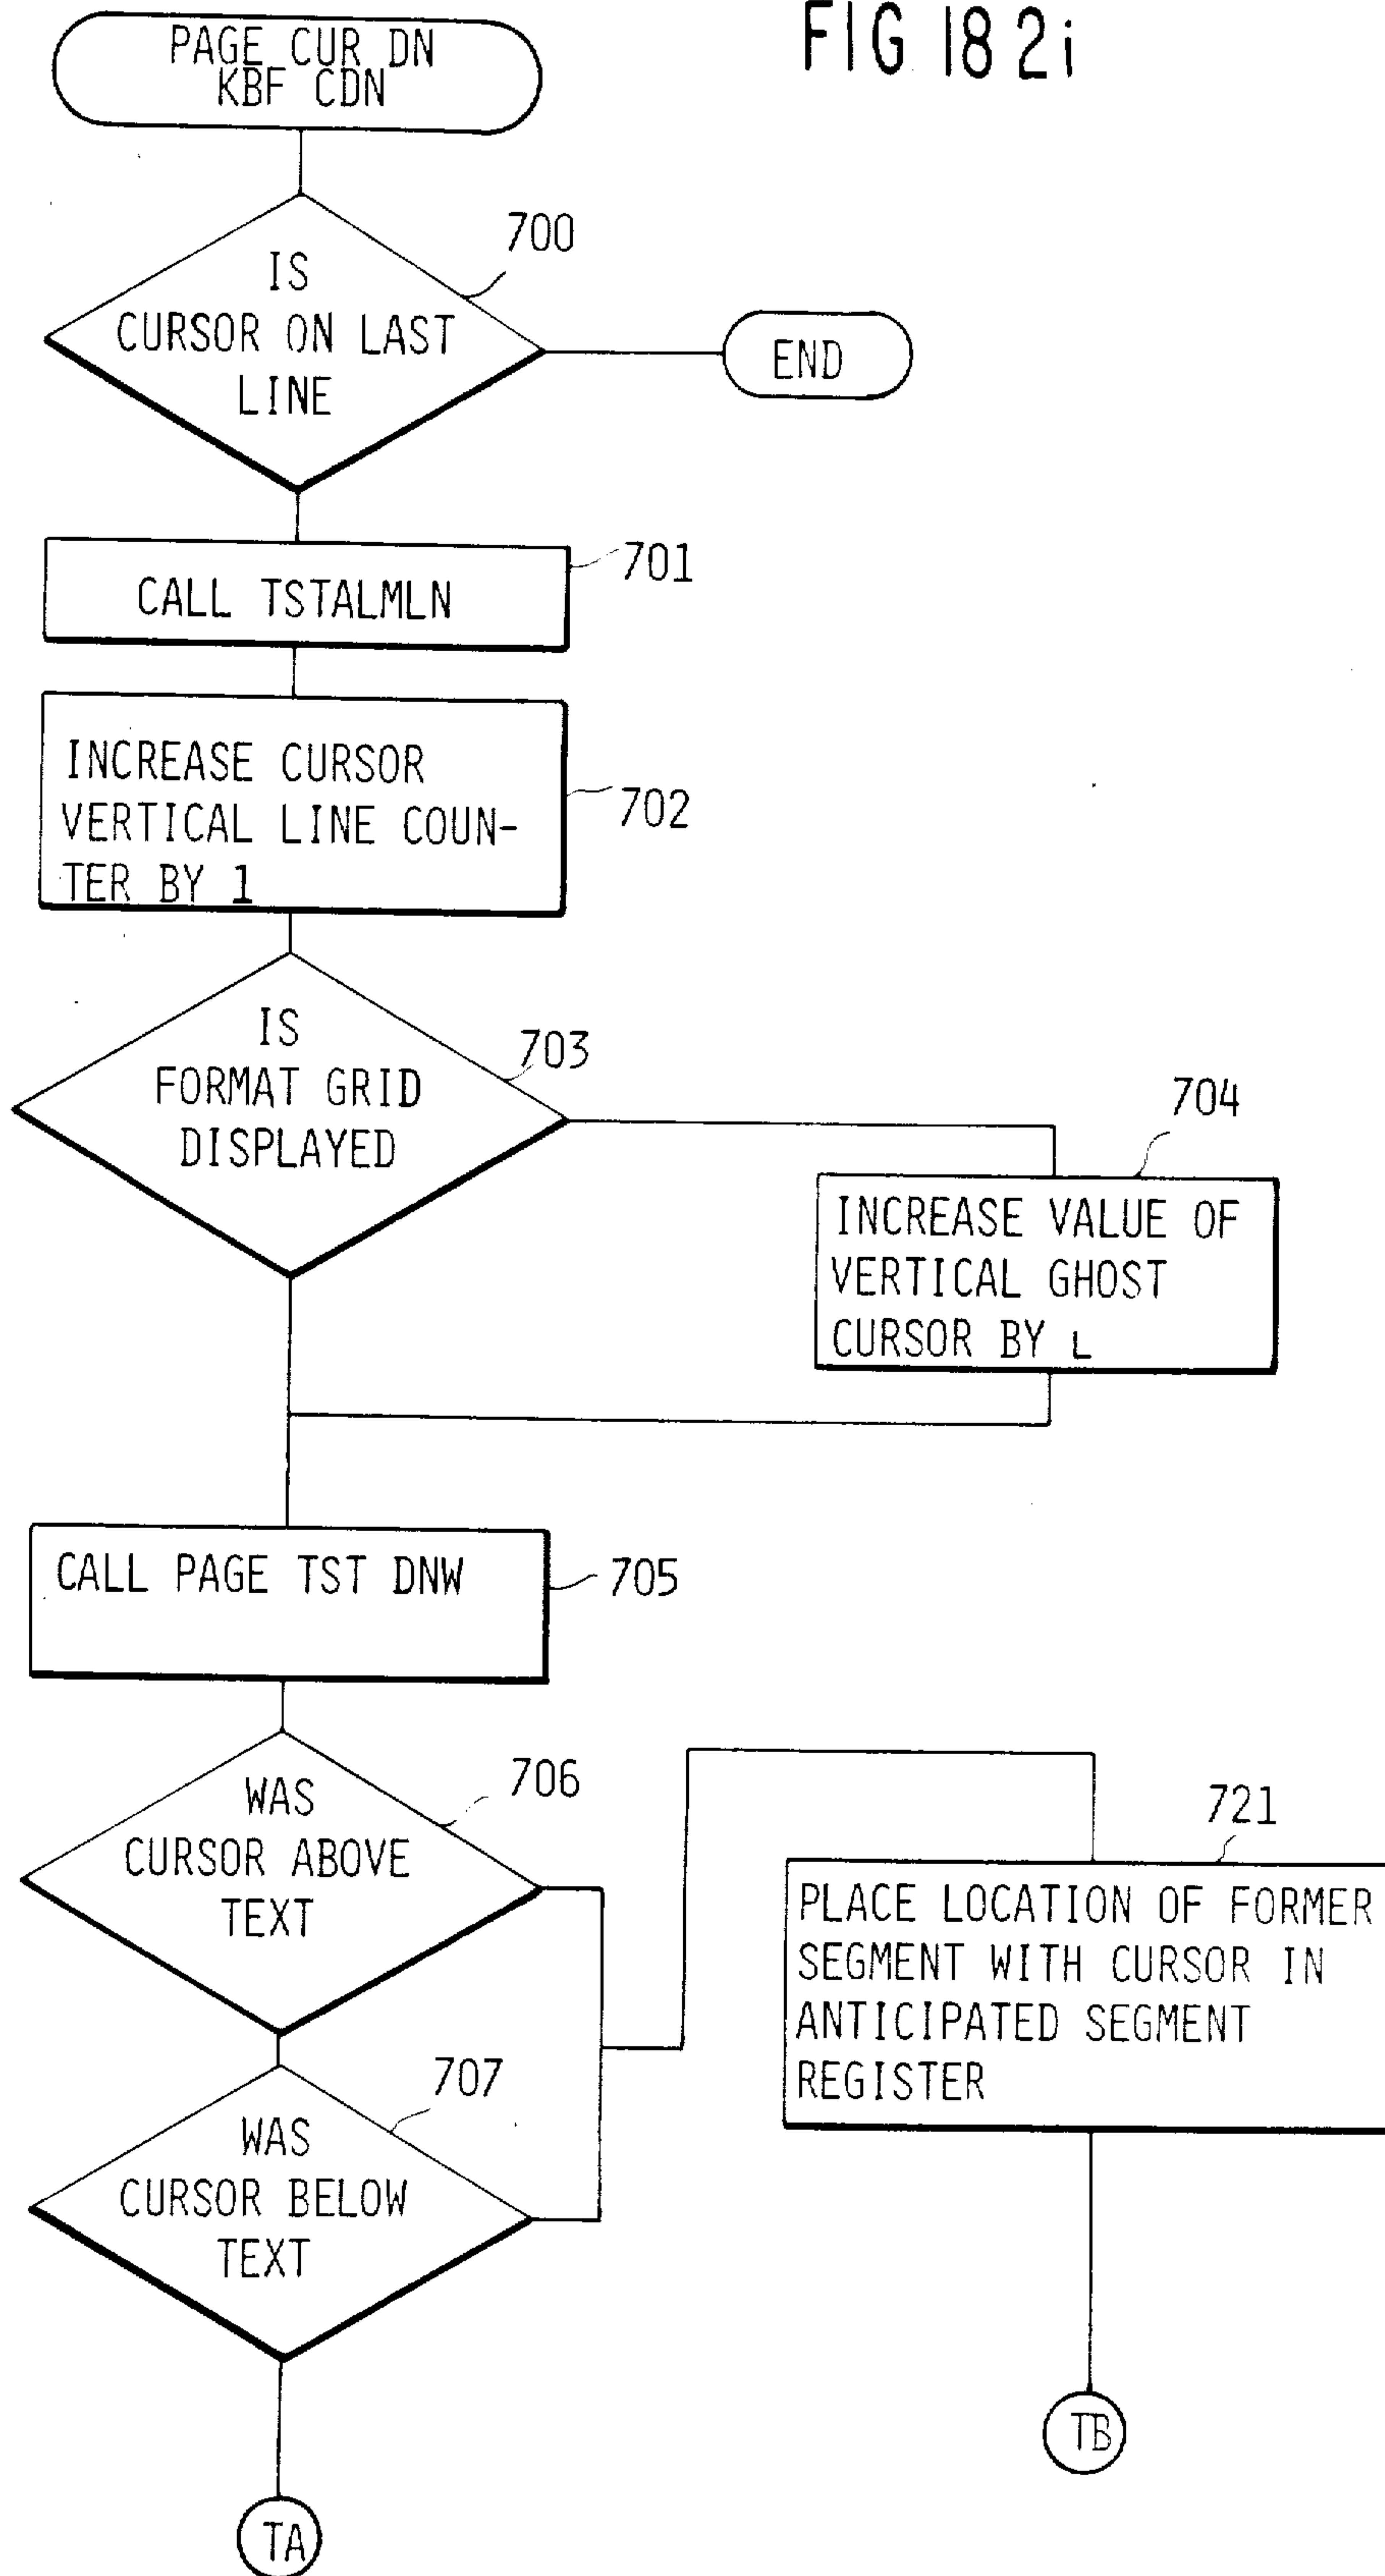 FIG 18 2i
PAGE CUR DN
KBF CDN
700
IS
CURSOR ON LAST
LINE
END
701
CALL TSTALMLN
INCREASE CURSOR
VERTICAL LINE COUN-
TER BY 1
702
703
IS
FORMAT GRID
DISPLAYED
704
INCREASE VALUE OF
VERTICAL GHOST
CURSOR BY L
CALL PAGE TST DNW
705
706
WAS
CURSOR ABOVE
TEXT
721
PLACE LOCATION OF FORMER
SEGMENT WITH CURSOR IN
ANTICIPATED SEGMENT
REGISTER
707
WAS
CURSOR BELOW
TEXT
TB
TA